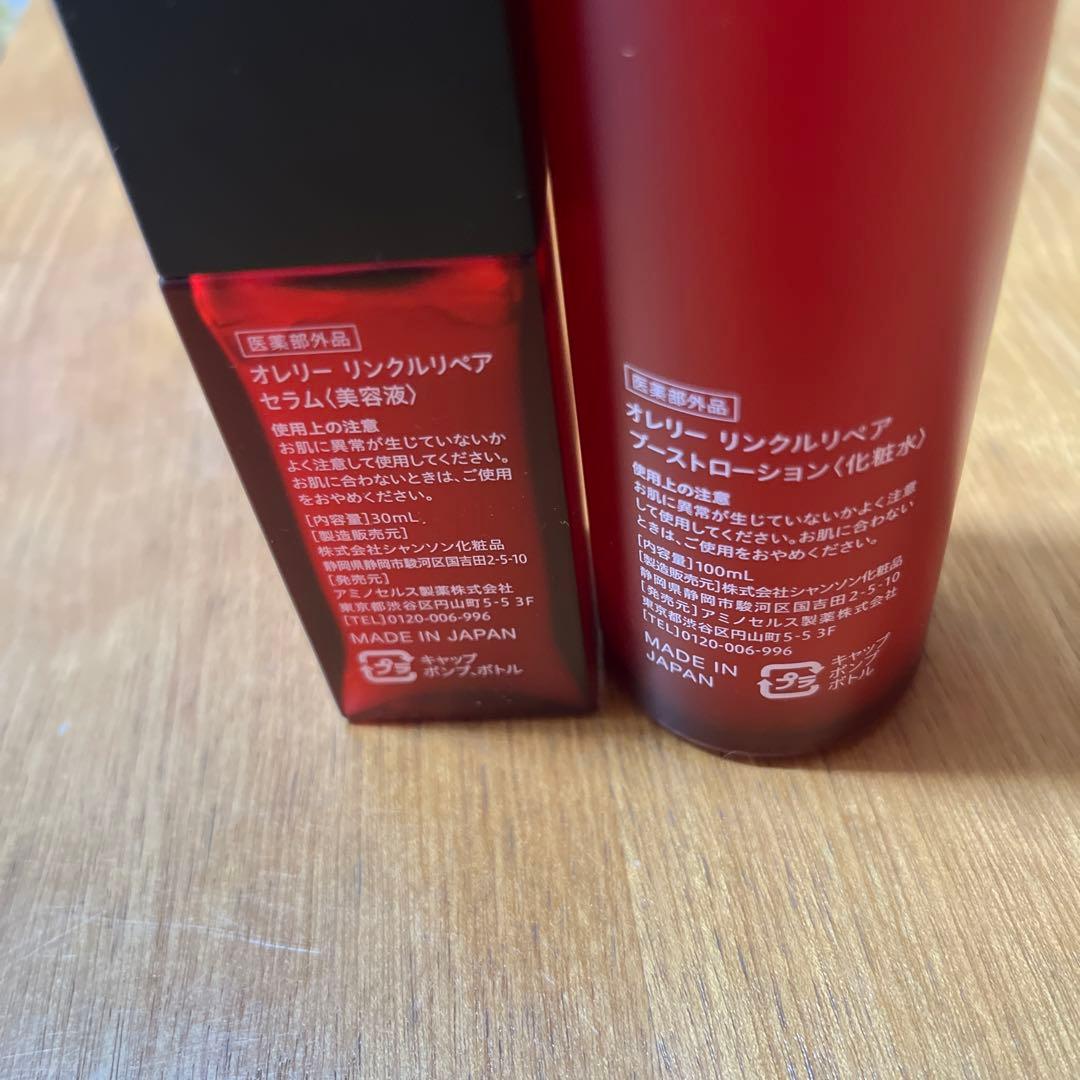 医薬部外品
オレリー リンクルリペア
セラム〈美容液〉
使用上の注意
お肌に異常が生じていないか
よく注意して使用してください。
お肌に合わないときは、ご使用
をおやめください。
[内容量]30mL
[製造販売元]
株式会社シャンソン化粧品
静岡県静岡市駿河区国吉田2-5-10
[発売元]
アミノセルス製薬株式会社
東京都渋谷区円山町5-5 3F
[TEL]0120-006-996
MADE IN JAPAN
プラ
キャップ
ポンプ、ボトル
医薬部外品
オレリー リンクルリペア
ブーストローション〈化粧水〉
使用上の注意
お肌に異常が生じていないかよく注意
して使用してください。お肌に合わない
ときは、ご使用をおやめください。
[内容量]100mL
[製造販売元]株式会社シャンソン化粧品
静岡県静岡市駿河区国吉田2-5-10
[発売元]アミノセルス製薬株式会社
東京都渋谷区円山町5-5 3F
[TEL]0120-006-996
MADE IN
JAPAN
プラ
キャップ
ポンプ
ボトル